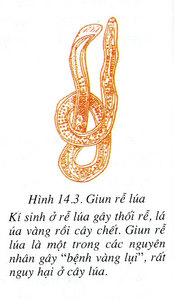 Hình 14.3. Giun rễ lúa
Kí sinh ở rễ lúa gây thối rễ, lá
úa vàng rồi cây chết. Giun rễ
lúa là một trong các nguyên
nhân gây “bệnh vàng lụi”, rất
nguy hại ở cây lúa.